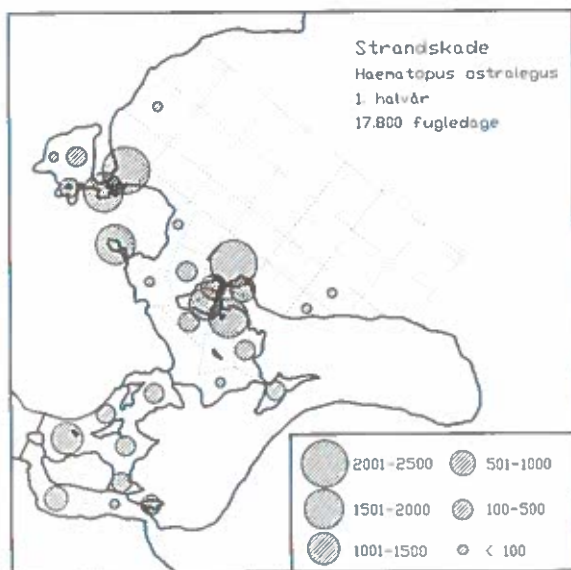 Strandskade
Haematopus ostralegus
1. halvår
17.800 fugledage
2001-2500
501-1000
1501-2000
100-500
1001-1500
< 100